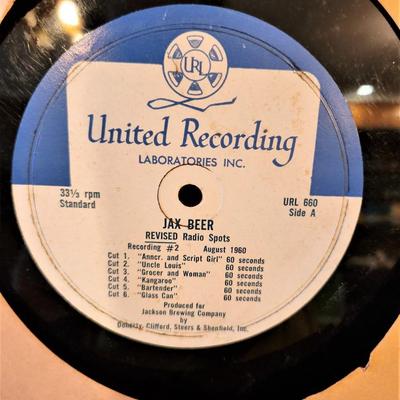 URL
United Recording
LABORATORIES INC.
33⅓ rpm
Standard
URL 660
Side A
JAX BEER
REVISED Radio Spots
Recording #2 August 1960
Cut 1. "Anncr. and Script Girl" 60 seconds
Cut 2. "Uncle Louis" 60 seconds
Cut 3. "Grocer and Woman" 60 seconds
Cut 4. "Kangaroo" 60 seconds
Cut 5. "Bartender" 60 seconds
Cut 6. "Glass Can" 60 seconds
Produced for
Jackson Brewing Company
by
Doherty, Clifford, Steers & Shenfield, Inc.